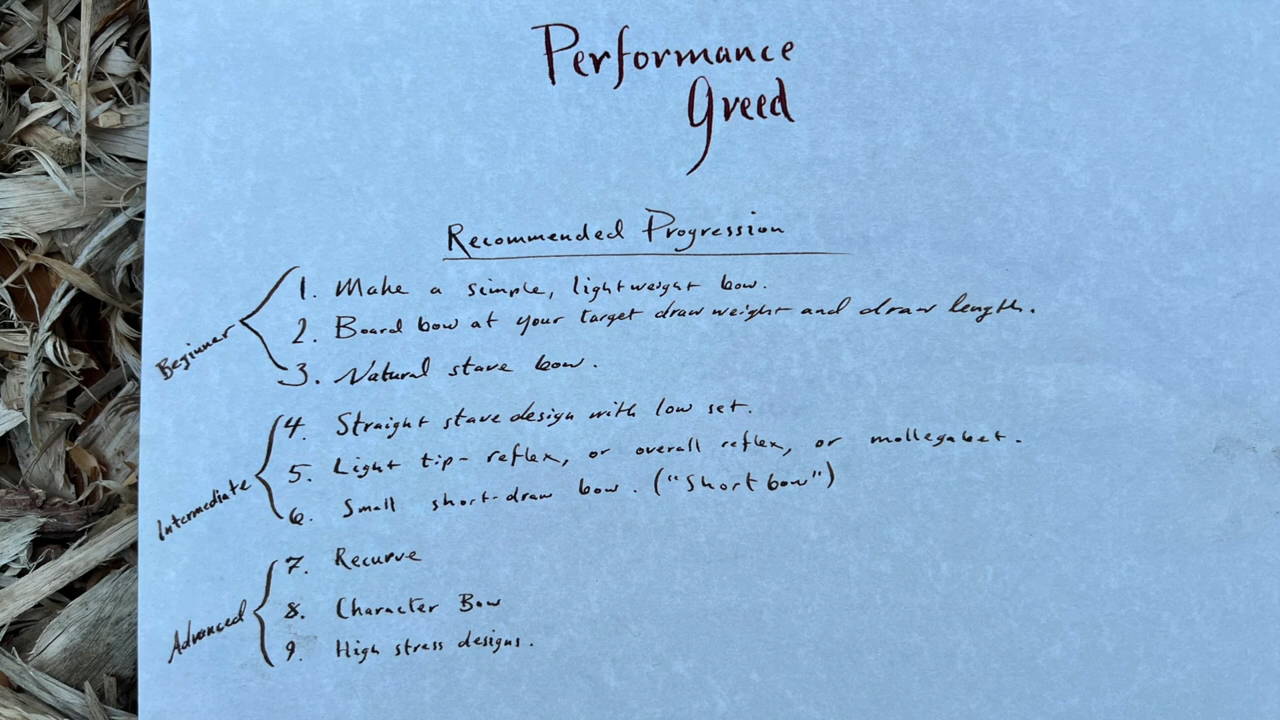 Performance
Greed
Recommended Progression
Beginner
1. Make a simple, lightweight bow.
2. Board bow at your target draw weight and draw length.
3. Natural stave bow.
Intermediate
4. Straight stave design with low set.
5. Light tip-reflex, or overall reflex, or mollegabet.
6. Small short-draw bow. ("Short bow")
Advanced
7. Recurve
8. Character Bow
9. High stress designs.